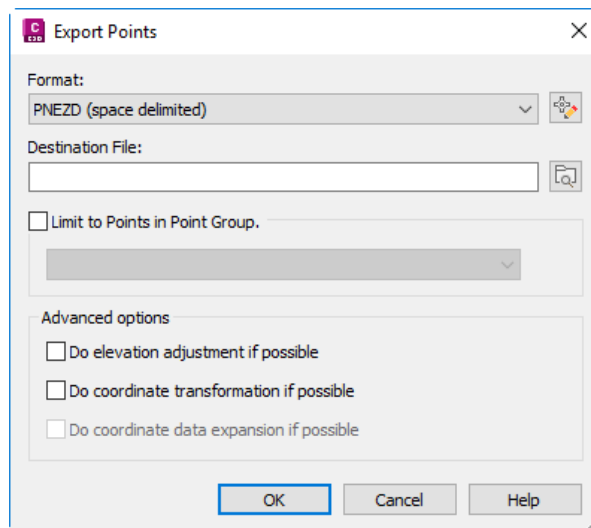 C
C3D
Export Points
Format:
PNEZD (space delimited)
Destination File:
Limit to Points in Point Group.
Advanced options
Do elevation adjustment if possible
Do coordinate transformation if possible
Do coordinate data expansion if possible
OK Cancel Help